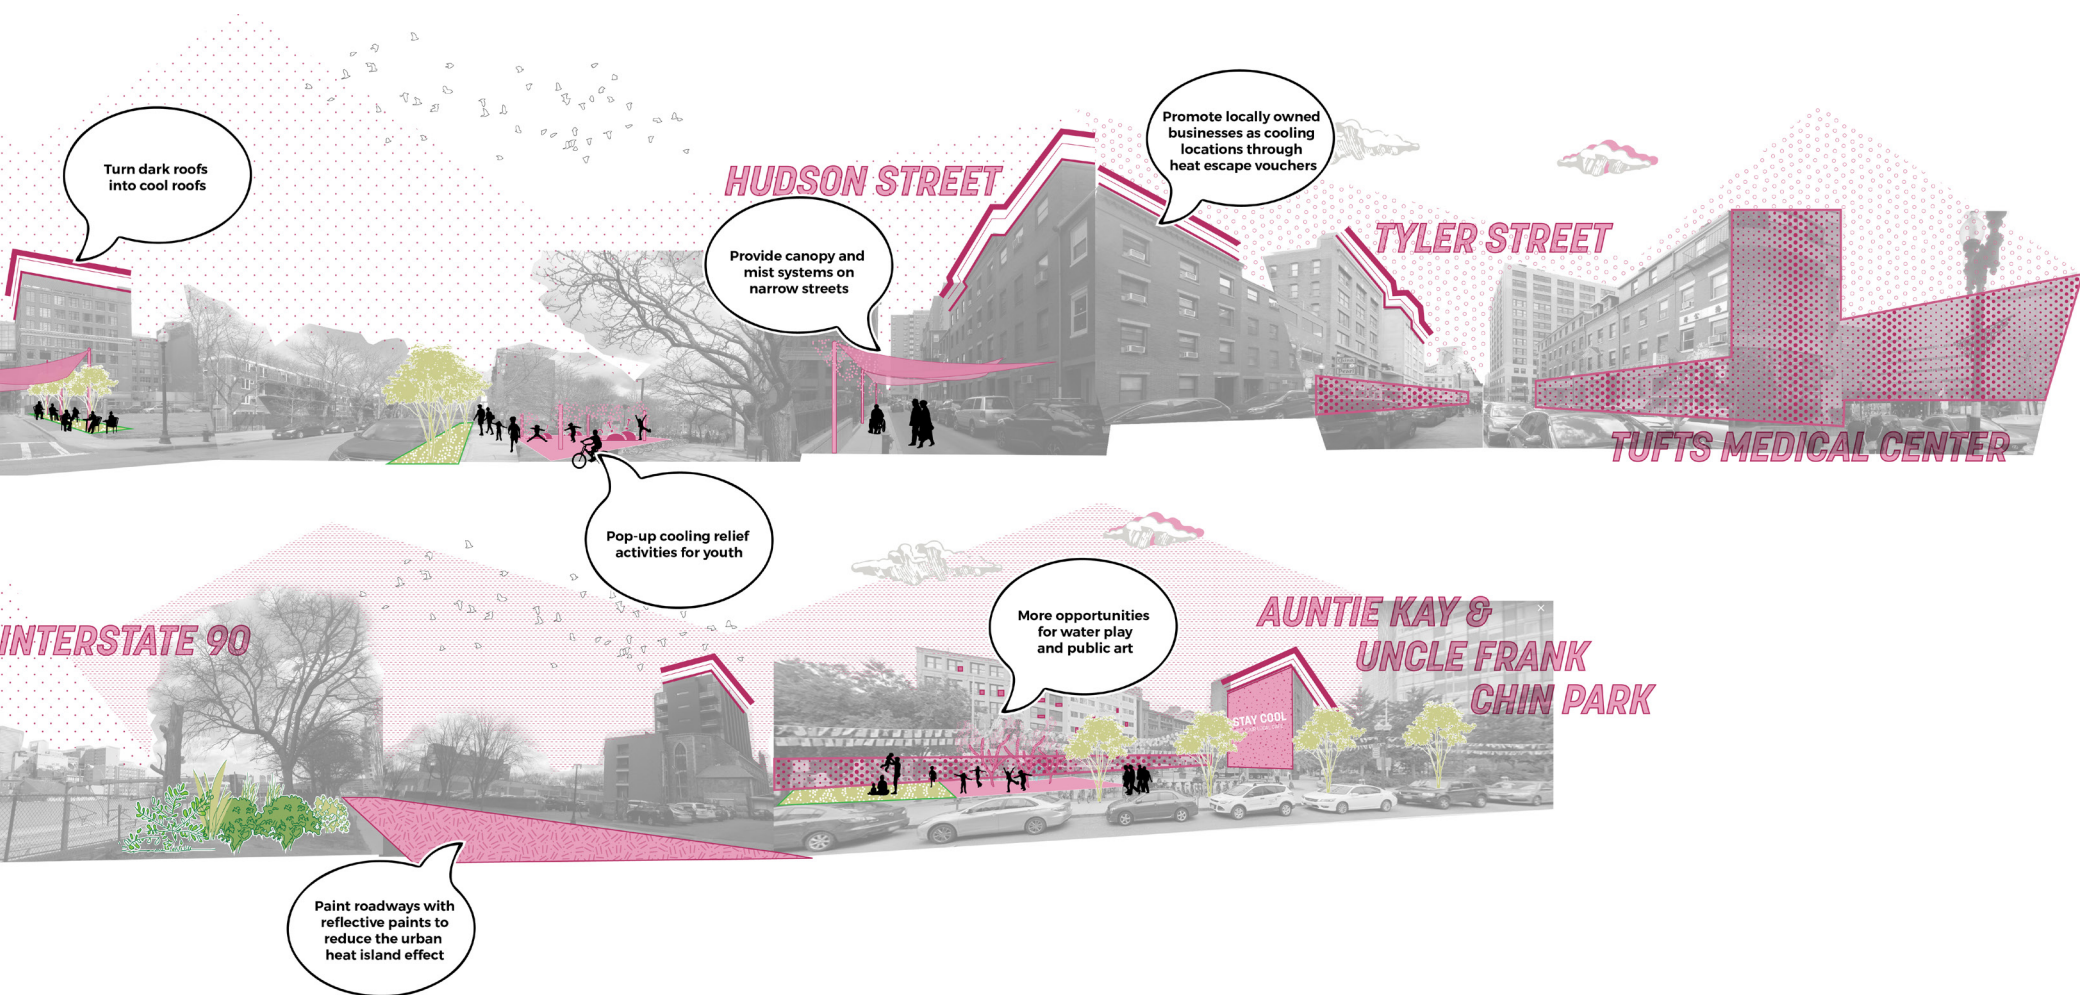 Turn dark roofs
into cool roofs
HUDSON STREET
Provide canopy and
mist systems on
narrow streets
Promote locally owned
businesses as cooling
locations through
heat escape vouchers
TYLER STREET
TUFTS MEDICAL CENTER
Pop-up cooling relief
activities for youth
INTERSTATE 90
Paint roadways with
reflective paints to
reduce the urban
heat island effect
More opportunities
for water play
and public art
STAY COOL
AUNTIE KAY &
UNCLE FRANK
CHIN PARK